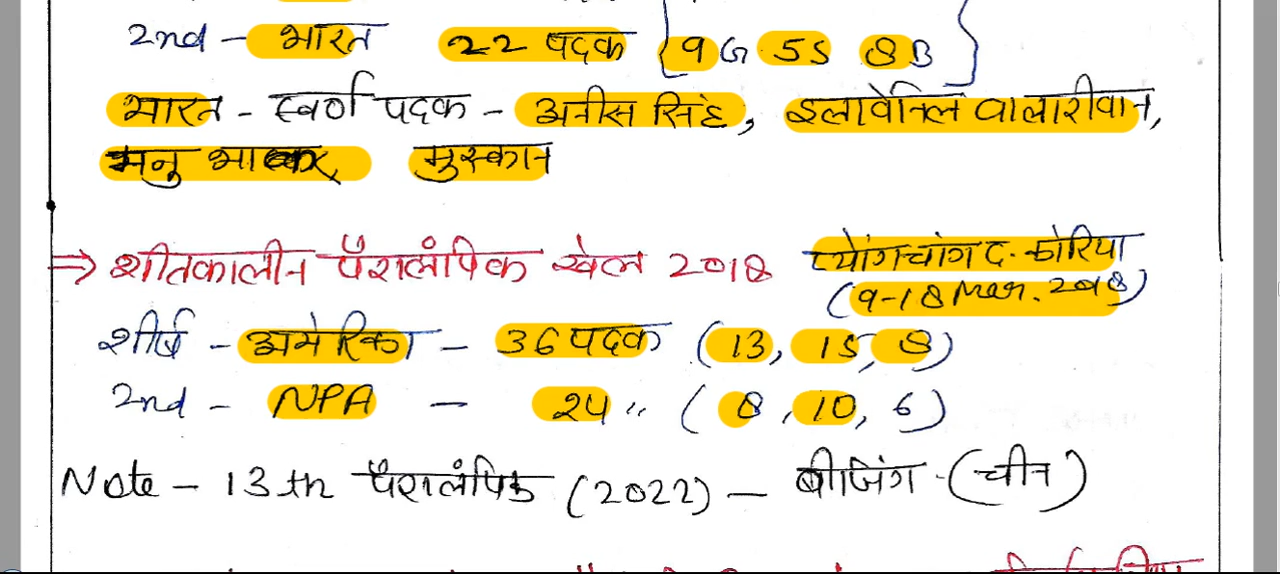 2nd - भारत 22 पदक {9G 5S 8B}
भारत - स्वर्ण पदक - अनीस सिंह, इलावेनिल वालारीवान,
मनु भाकर, मुस्कान
⇒ शीतकालीन पैरालंपिक खेल 2018 प्योंगचांग द. कोरिया
(9-18 Mar. 2018)
शीर्ष - अमेरिका - 36 पदक (13, 15, 8)
2nd - NPA - 24 " (8, 10, 6)
Note - 13th पैरालंपिक (2022) - बीजिंग - (चीन)